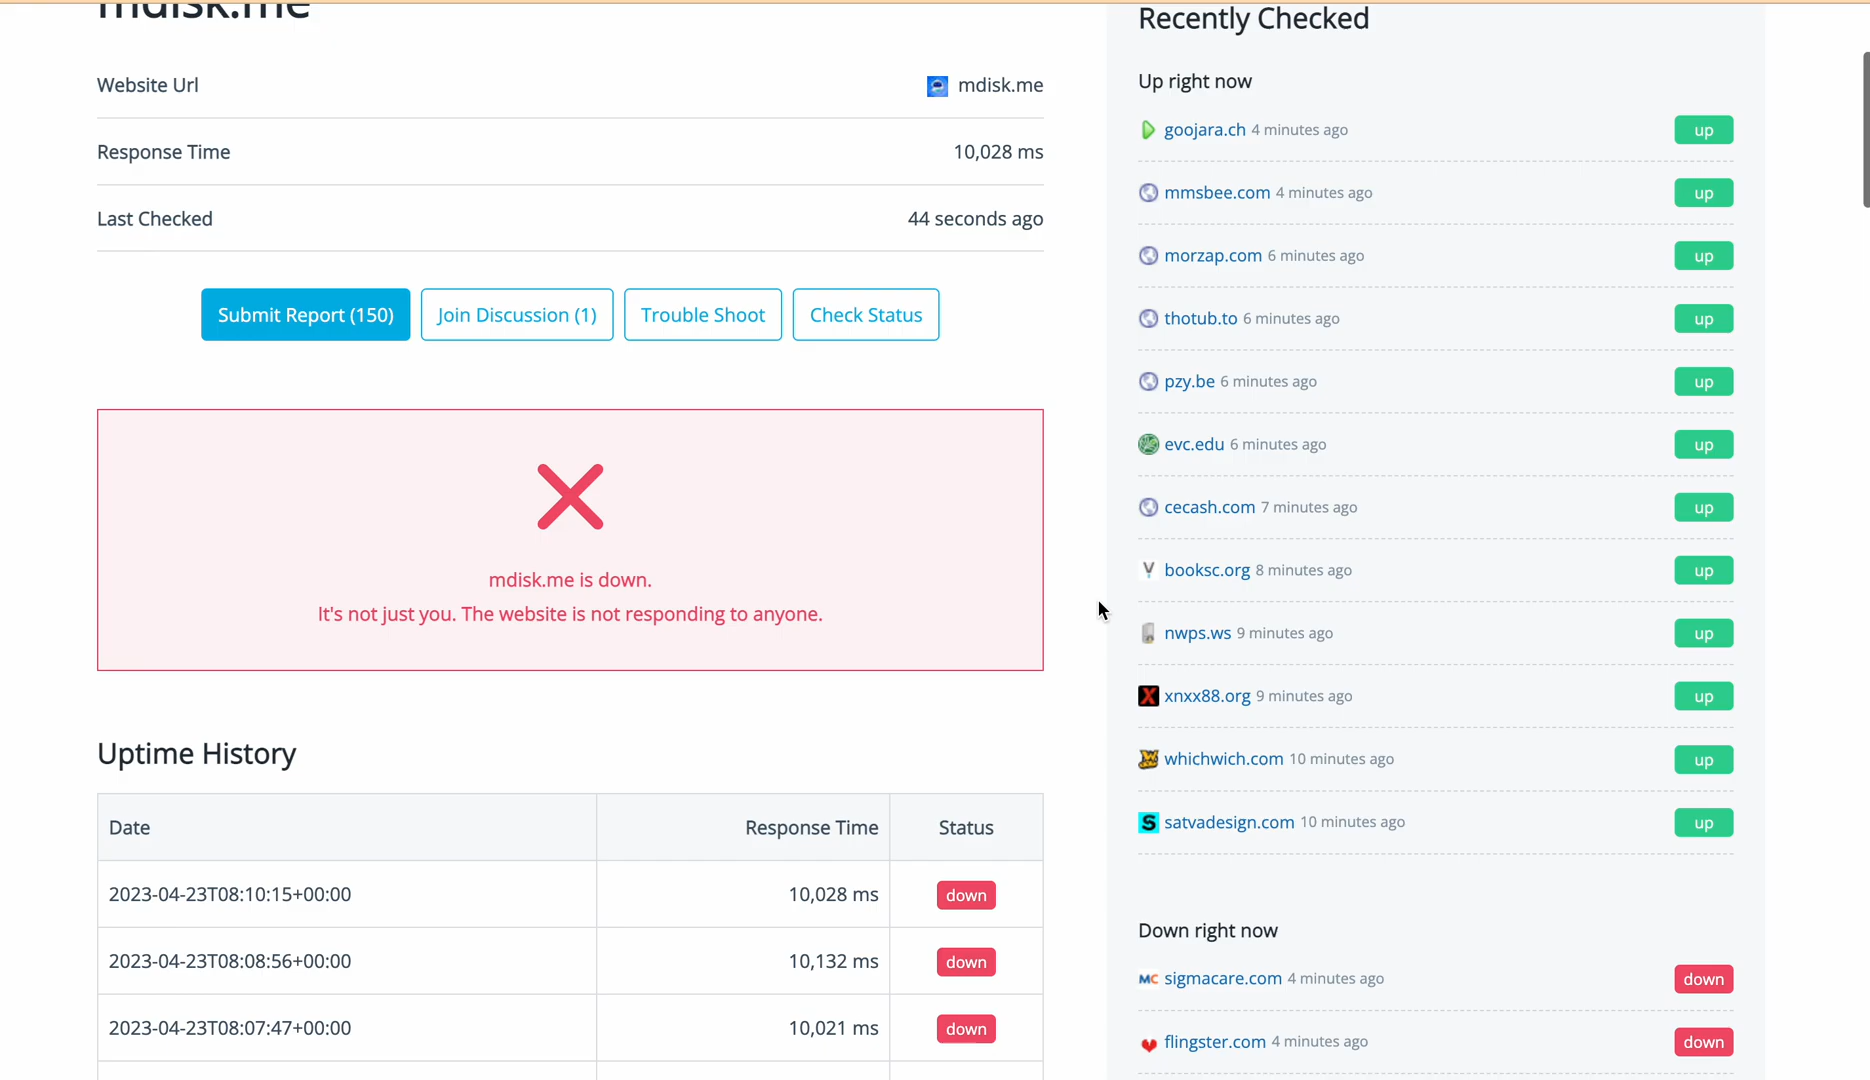 mdisk.me
Website Url
mdisk.me
Response Time
10,028 ms
Last Checked
44 seconds ago
Submit Report (150)
Join Discussion (1)
Trouble Shoot
Check Status
mdisk.me is down.
It's not just you. The website is not responding to anyone.
Uptime History
Date Response Time Status
2023-04-23T08:10:15+00:00 10,028 ms down
2023-04-23T08:08:56+00:00 10,132 ms down
2023-04-23T08:07:47+00:00 10,021 ms down
Recently Checked
Up right now
goojara.ch 4 minutes ago up
mmsbee.com 4 minutes ago up
morzap.com 6 minutes ago up
thotub.to 6 minutes ago up
pzy.be 6 minutes ago up
evc.edu 6 minutes ago up
cecash.com 7 minutes ago up
booksc.org 8 minutes ago up
nwps.ws 9 minutes ago up
xnxx88.org 9 minutes ago up
whichwich.com 10 minutes ago up
satvadesign.com 10 minutes ago up
Down right now
sigmacare.com 4 minutes ago down
flingster.com 4 minutes ago down